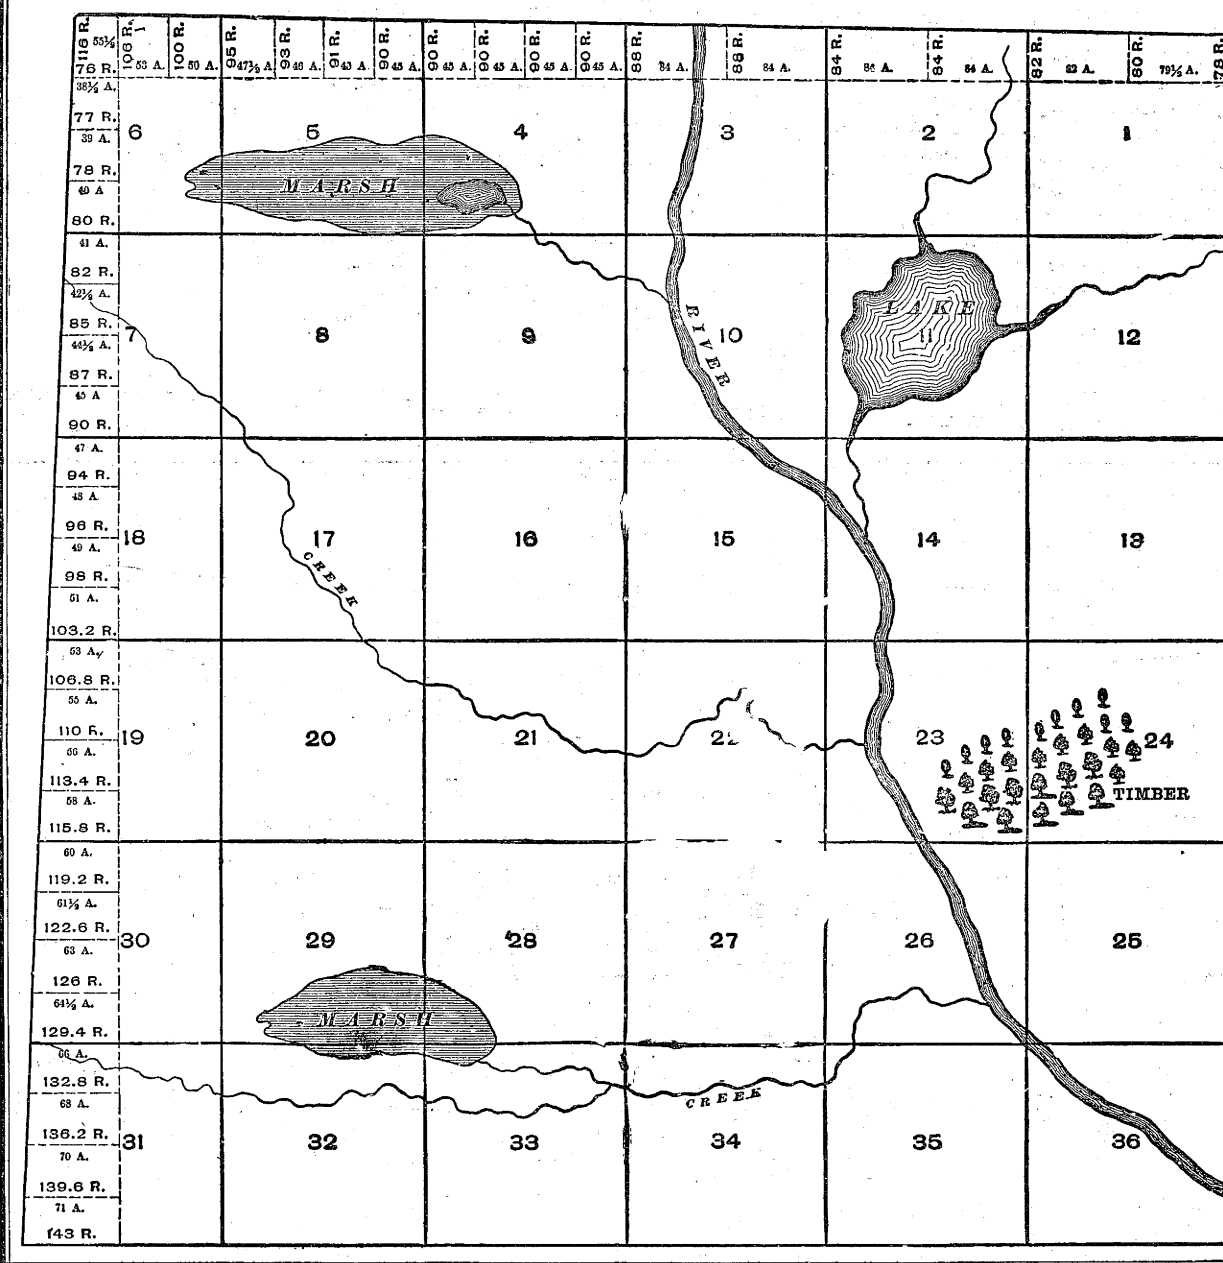 116 R. 55½ 106 R. 1 53 A. 100 R. 50 A. 95 R. 47½ A. 93 R. 46 A. 91 R. 45 A. 90 R. 45 A. 90 R. 45 A. 90 R. 45 A. 90 R. 45 A. 90 R. 45 A. 88 R. 84 A. 88 R. 84 A. 84 R. 86 A. 84 R. 84 A. 82 R. 82 A. 80 R. 79½ A. 78 R.
76 R.
38½ A.
77 R.
6 5 4 3 2 1
39 A.
78 R.
40 A
MARSH
80 R.
41 A.
82 R.
42½ A.
LAKE
RIVER
85 R.
7 8 9 10 11 12
44½ A.
87 R.
45 A
90 R.
47 A.
94 R.
48 A.
96 R.
18 17 16 15 14 13
49 A.
CREEK
98 R.
51 A.
103.2 R.
53 A.
106.8 R.
55 A.
110 R.
19 20 21 22 23 24
56 A.
113.4 R.
TIMBER
58 A.
115.8 R.
60 A.
119.2 R.
61½ A.
122.6 R.
30 29 28 27 26 25
63 A.
126 R.
64½ A.
MARSH
129.4 R.
66 A.
132.8 R.
CREEK
68 A.
136.2 R.
31 32 33 34 35 36
70 A.
139.6 R.
71 A.
143 R.